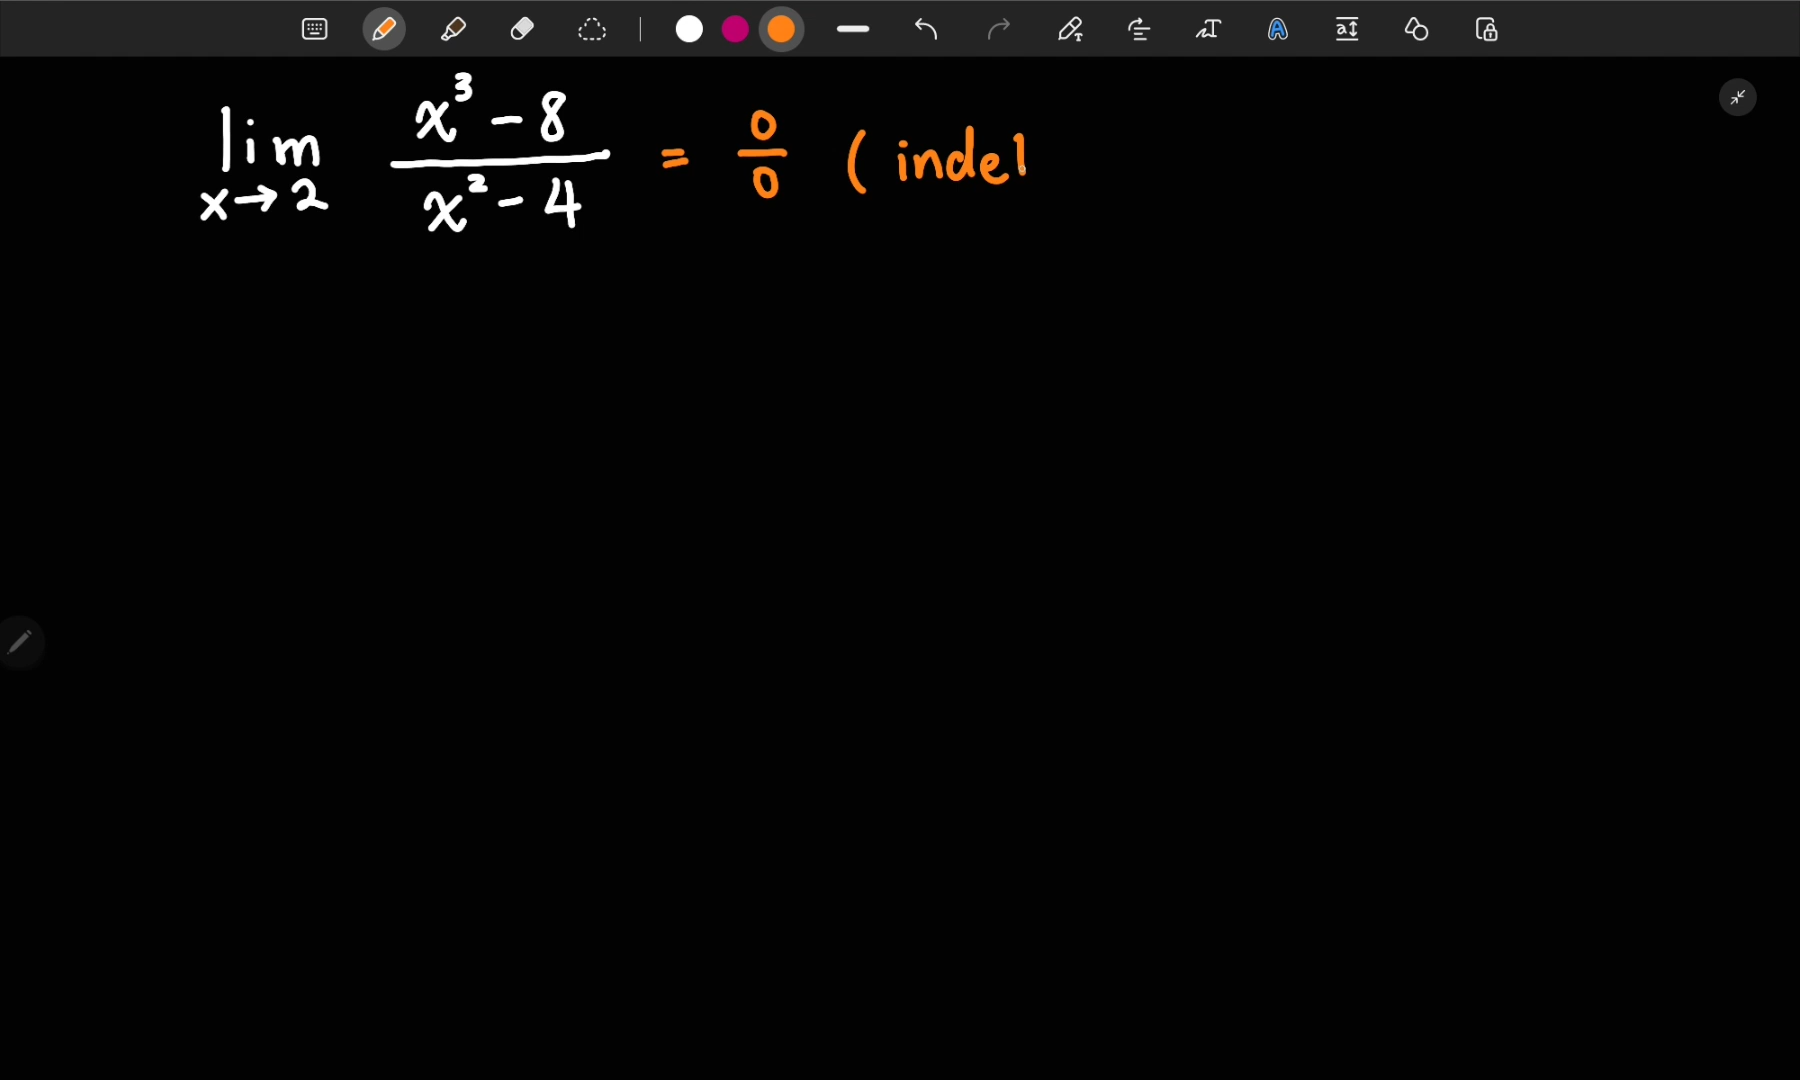 lim x→2 (x³ - 8)/(x² - 4) = 0/0 ( indel